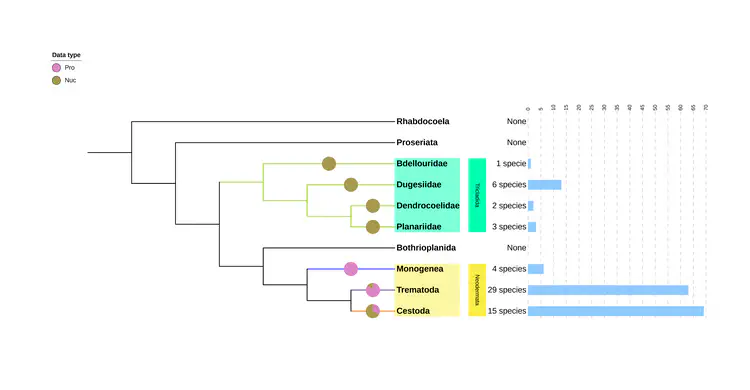 Data type
Pro
Nuc
0 5 10 15 20 25 30 35 40 45 50 55 60 65 70
Rhabdocoela None
Proseriata None
Bdellouridae 1 specie
Dugesiidae 6 species
Tricladida
Dendrocoelidae 2 species
Planariidae 3 species
Bothrioplanida None
Monogenea 4 species
Neodermata
Trematoda 29 species
Cestoda 15 species